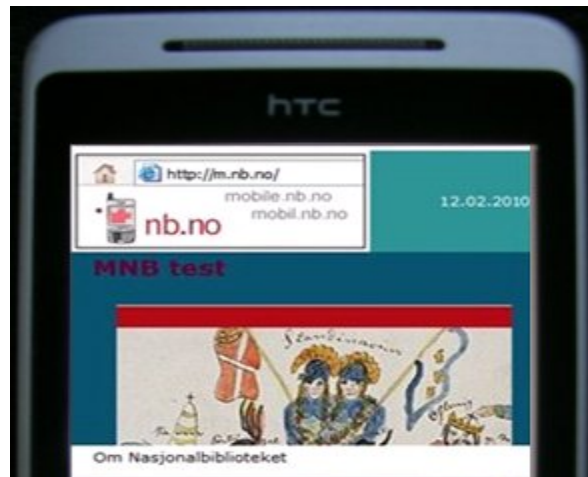 hTC
http://m.nb.no/
mobile.nb.no
mobil.nb.no
nb.no
12.02.2010
MNB test
Scandinavien
Om Nasjonalbiblioteket